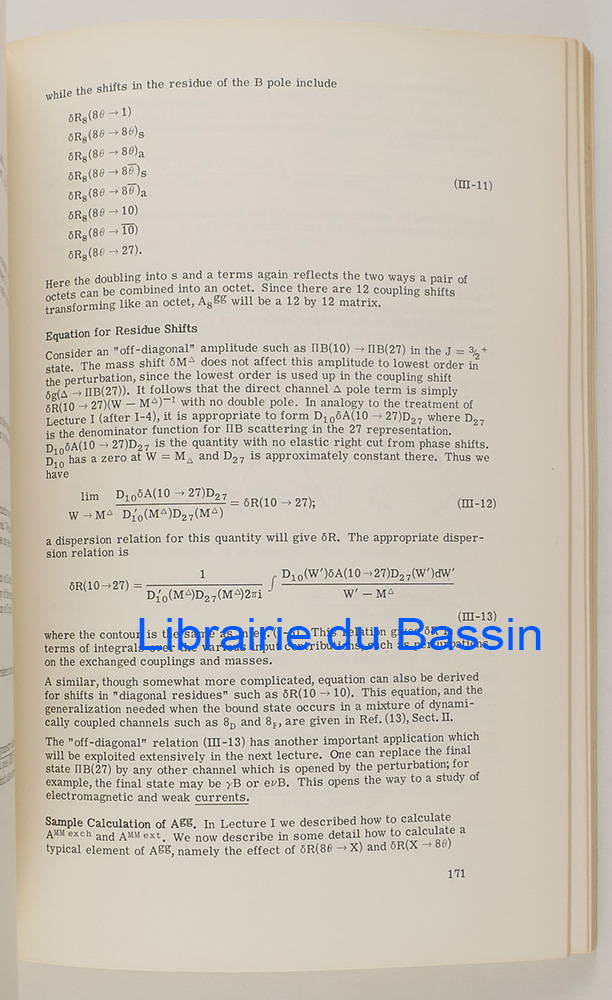 while the shifts in the residue of the B pole include
δR₈(8θ → 1)
δR₈(8θ → 8θ)ₛ
δR₈(8θ → 8θ)ₐ
δR₈(8θ → 8θ̅)ₛ
δR₈(8θ → 8θ̅)ₐ
(III-11)
δR₈(8θ → 10)
δR₈(8θ → 1̅0̅)
δR₈(8θ → 27).
Here the doubling into s and a terms again reflects the two ways a pair of
octets can be combined into an octet. Since there are 12 coupling shifts
transforming like an octet, A₈ᵍᵍ will be a 12 by 12 matrix.
Equation for Residue Shifts
Consider an "off-diagonal" amplitude such as ΠB(10) → ΠB(27) in the J = 3/2⁺
state. The mass shift δM^Δ does not affect this amplitude to lowest order in
the perturbation, since the lowest order is used up in the coupling shift
δg(Δ → ΠB(27)). It follows that the direct channel Δ pole term is simply
δR(10 → 27)(W — M^Δ)⁻¹ with no double pole. In analogy to the treatment of
Lecture I (after I-4), it is appropriate to form D₁₀δA(10 → 27)D₂₇ where D₂₇
is the denominator function for ΠB scattering in the 27 representation.
D₁₀δA(10 → 27)D₂₇ is the quantity with no elastic right cut from phase shifts.
D₁₀ has a zero at W = M_Δ and D₂₇ is approximately constant there. Thus we
have
lim W → M^Δ D₁₀δA(10 → 27)D₂₇ / D₁₀′(M^Δ)D₂₇(M^Δ) = δR(10 → 27); (III-12)
a dispersion relation for this quantity will give δR. The appropriate disper-
sion relation is
δR(10→27) = 1 / D₁₀′(M^Δ)D₂₇(M^Δ)2πi ∫ D₁₀(W′)δA(10→27)D₂₇(W′)dW′ / W′ — M^Δ
(III-13)
where the contour is the same as in This relation gives δR
terms of integrals over the various input contributions, such as perturbations
on the exchanged couplings and masses.
Librairie du Bassin
A similar, though somewhat more complicated, equation can also be derived
for shifts in "diagonal residues" such as δR(10 → 10). This equation, and the
generalization needed when the bound state occurs in a mixture of dynami-
cally coupled channels such as 8_D and 8_F, are given in Ref. (13), Sect. II.
The "off-diagonal" relation (III-13) has another important application which
will be exploited extensively in the next lecture. One can replace the final
state ΠB(27) by any other channel which is opened by the perturbation; for
example, the final state may be γB or eνB. This opens the way to a study of
electromagnetic and weak currents.
Sample Calculation of Aᵍᵍ. In Lecture I we described how to calculate
A^MM exch and A^MM ext. We now describe in some detail how to calculate a
typical element of Aᵍᵍ, namely the effect of δR(8θ → X) and δR(X → 8θ)
171